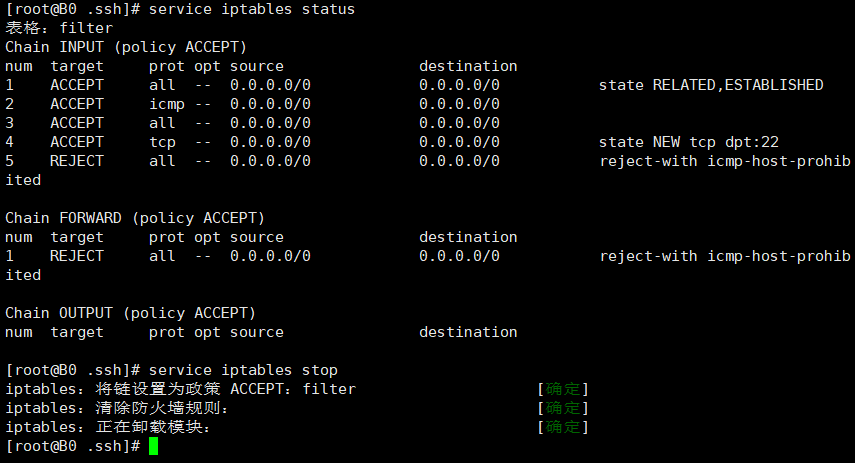 [root@B0 .ssh]# service iptables status
表格：filter
Chain INPUT (policy ACCEPT)
num  target     prot opt source               destination
1    ACCEPT     all  --  0.0.0.0/0            0.0.0.0/0           state RELATED,ESTABLISHED
2    ACCEPT     icmp --  0.0.0.0/0            0.0.0.0/0
3    ACCEPT     all  --  0.0.0.0/0            0.0.0.0/0
4    ACCEPT     tcp  --  0.0.0.0/0            0.0.0.0/0           state NEW tcp dpt:22
5    REJECT     all  --  0.0.0.0/0            0.0.0.0/0           reject-with icmp-host-prohib
ited
Chain FORWARD (policy ACCEPT)
num  target     prot opt source               destination
1    REJECT     all  --  0.0.0.0/0            0.0.0.0/0           reject-with icmp-host-prohib
ited
Chain OUTPUT (policy ACCEPT)
num  target     prot opt source               destination
[root@B0 .ssh]# service iptables stop
iptables：将链设置为政策 ACCEPT：filter                    [确定]
iptables：清除防火墙规则：                                 [确定]
iptables：正在卸载模块：                                   [确定]
[root@B0 .ssh]#